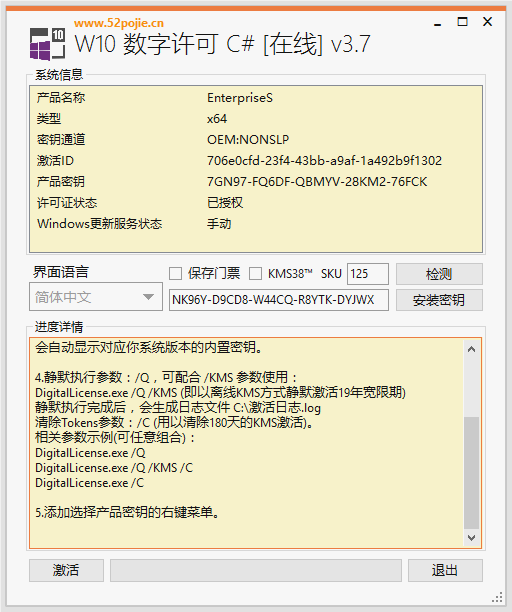 www.52pojie.cn
10
W10 数字许可 C# [在线] v3.7
系统信息
产品名称 EnterpriseS
类型 x64
密钥通道 OEM:NONSLP
激活ID 706e0cfd-23f4-43bb-a9af-1a492b9f1302
产品密钥 7GN97-FQ6DF-QBMYV-28KM2-76FCK
许可证状态 已授权
Windows更新服务状态 手动
界面语言 保存门票 KMS38™ SKU 125 检测
简体中文 NK96Y-D9CD8-W44CQ-R8YTK-DYJWX 安装密钥
进度详情
会自动显示对应你系统版本的内置密钥。
4.静默执行参数：/Q，可配合 /KMS 参数使用：
DigitalLicense.exe /Q /KMS (即以离线KMS方式静默激活19年宽限期)
静默执行完成后，会生成日志文件 C:\激活日志.log
清除Tokens参数：/C (用以清除180天的KMS激活)。
相关参数示例(可任意组合)：
DigitalLicense.exe /Q
DigitalLicense.exe /Q /KMS /C
DigitalLicense.exe /C
5.添加选择产品密钥的右键菜单。
激活 退出